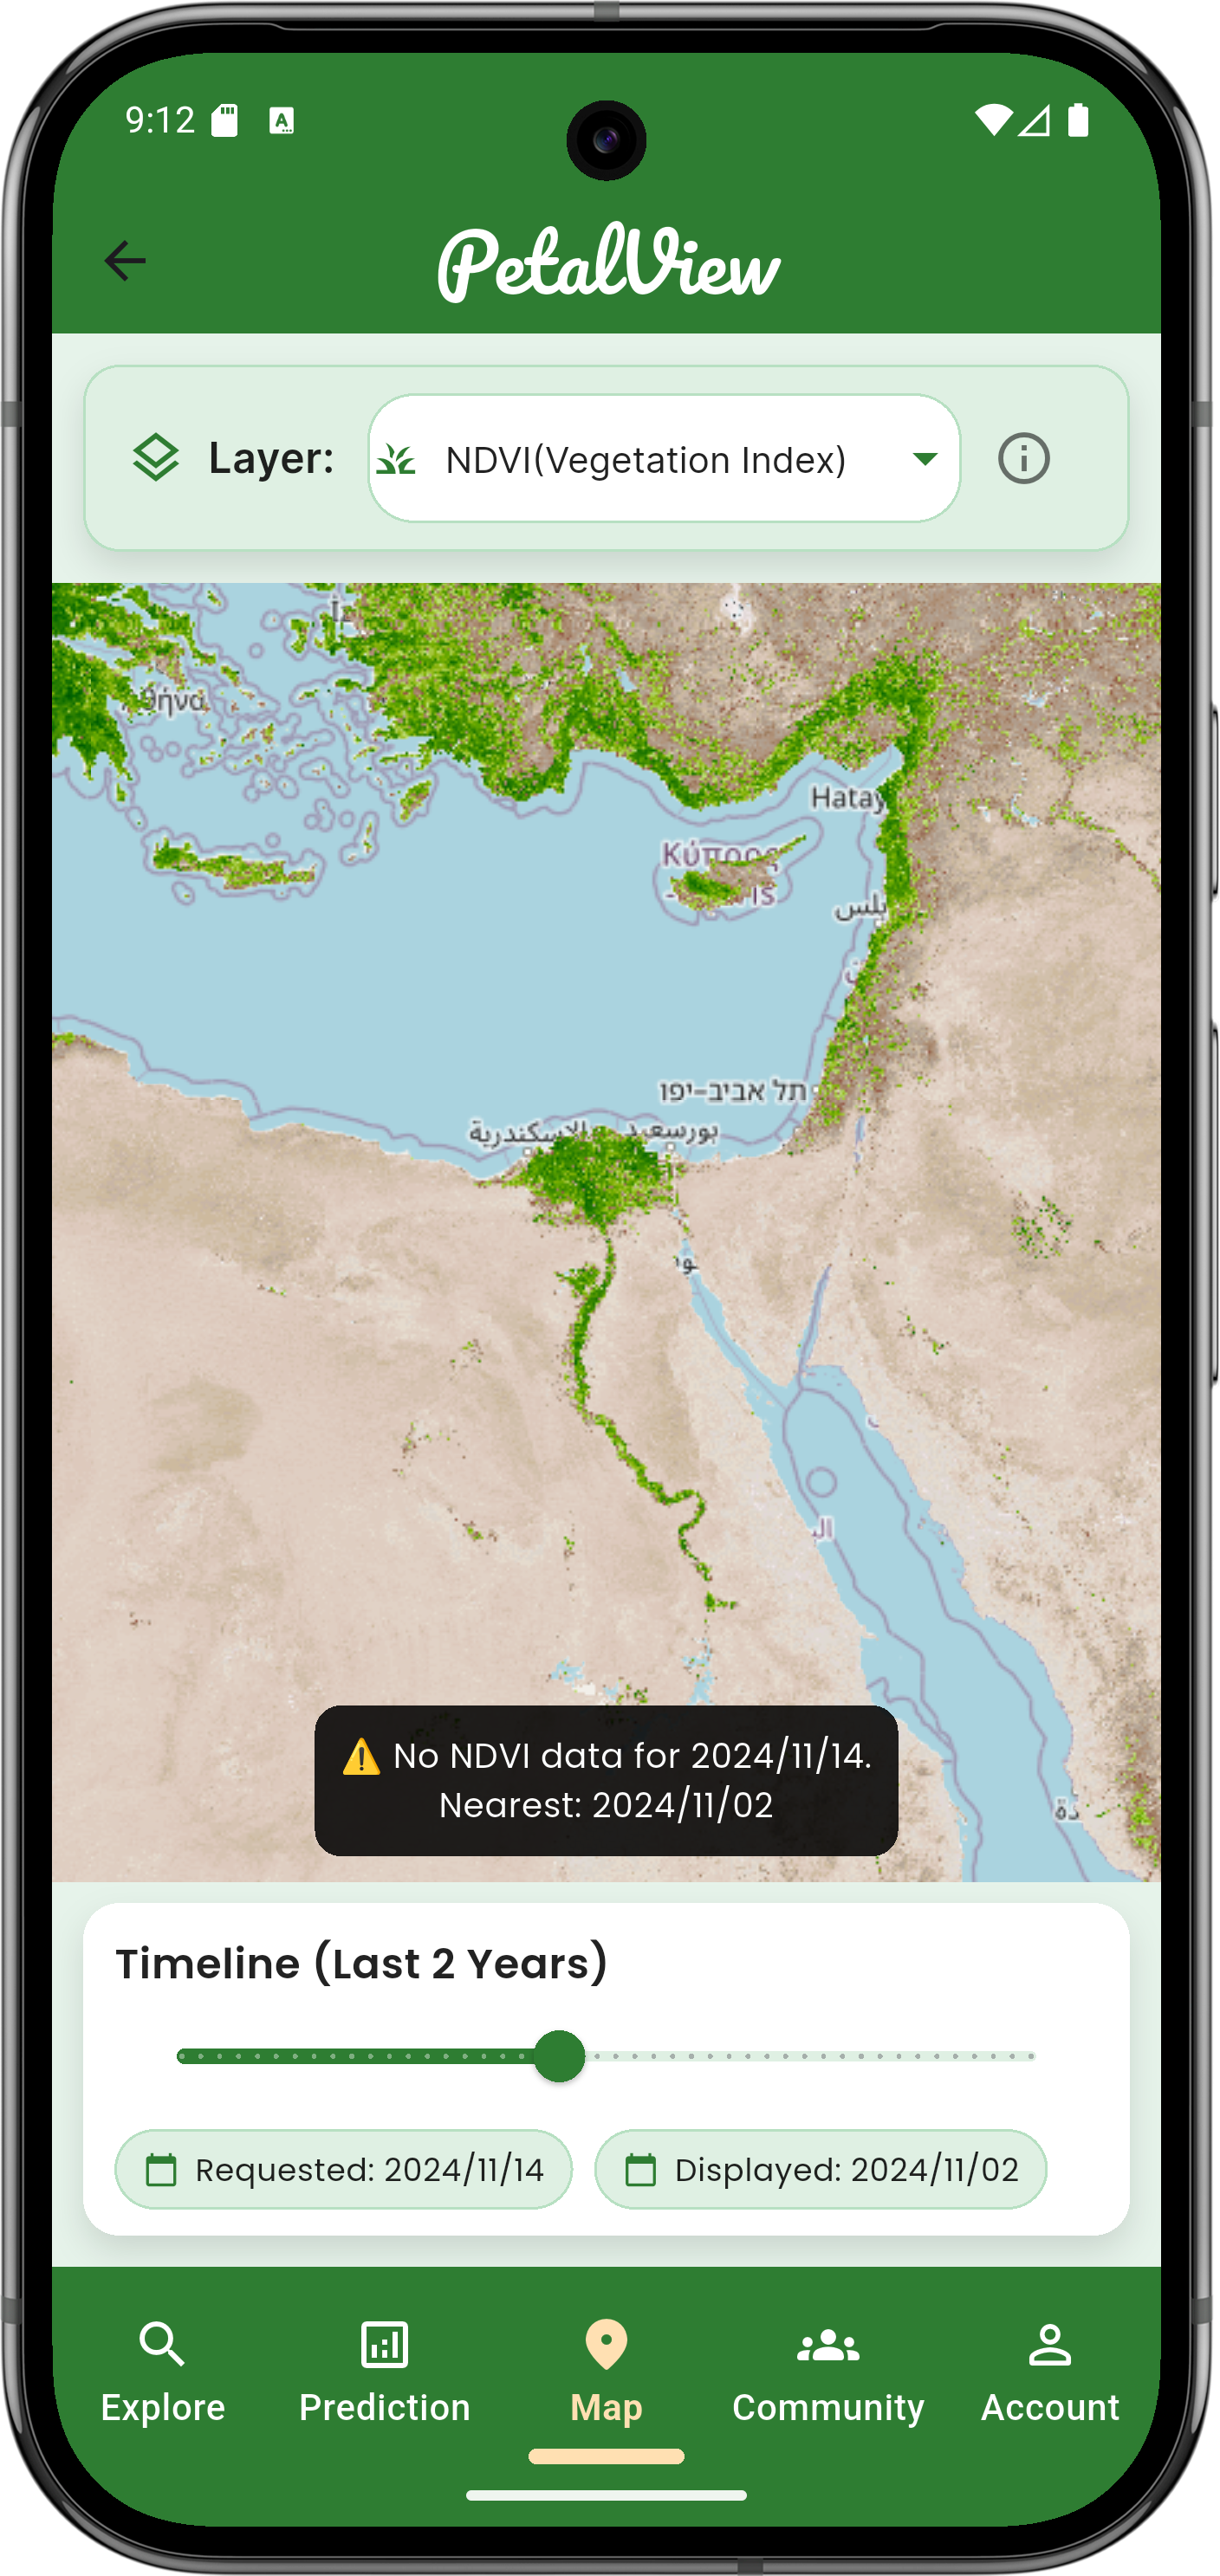 9:12
PetalView
Layer:
NDVI(Vegetation Index)
Hatay
Κύπρος
תל אביב-יפו
الإسكندرية
بورسعيد
⚠️ No NDVI data for 2024/11/14.
Nearest: 2024/11/02
Timeline (Last 2 Years)
Requested: 2024/11/14
Displayed: 2024/11/02
Explore
Prediction
Map
Community
Account